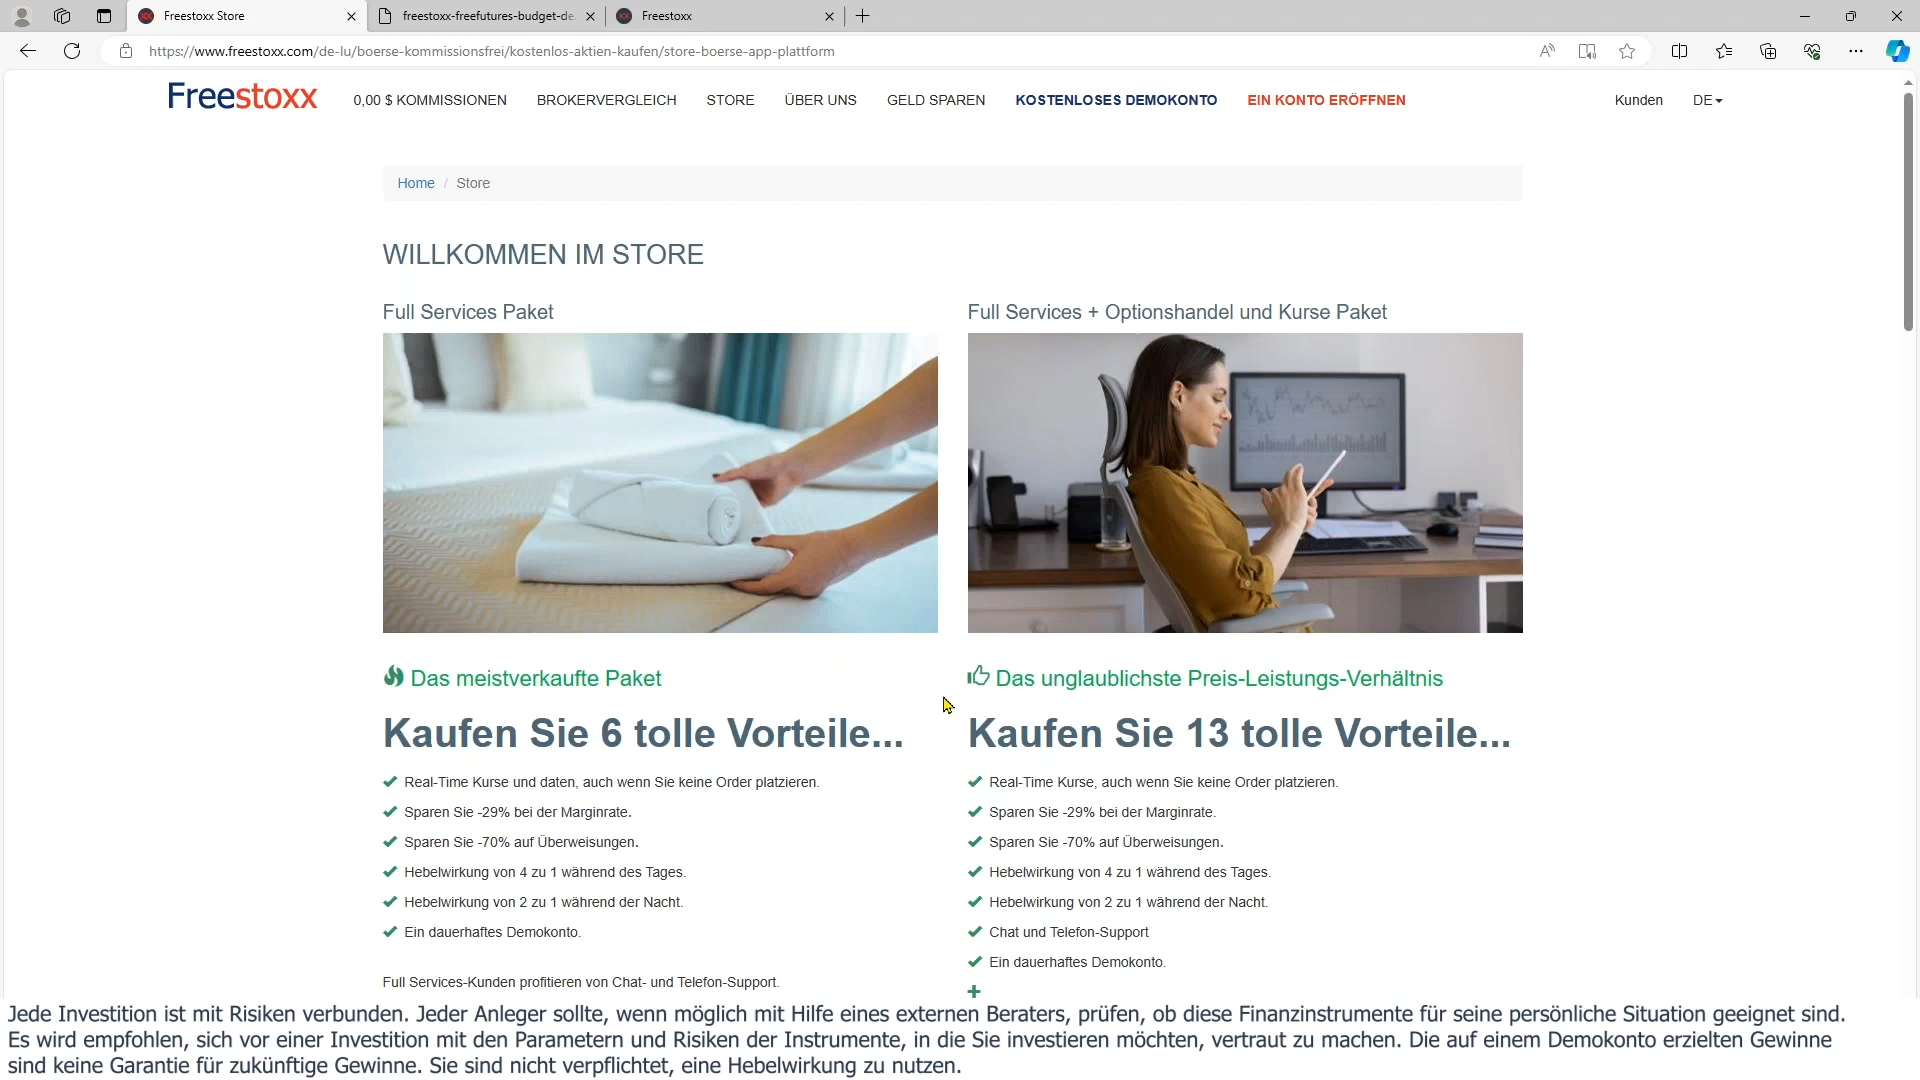 Freestoxx Store
freestoxx-freefutures-budget-de
Freestoxx
https://www.freestoxx.com/de-lu/boerse-kommissionsfrei/kostenlos-aktien-kaufen/store-boerse-app-plattform
Freestoxx
0,00 $ KOMMISSIONEN
BROKERVERGLEICH
STORE
ÜBER UNS
GELD SPAREN
KOSTENLOSES DEMOKONTO
EIN KONTO ERÖFFNEN
Kunden
DE
Home / Store
WILLKOMMEN IM STORE
Full Services Paket
Das meistverkaufte Paket
Kaufen Sie 6 tolle Vorteile...
Real-Time Kurse und daten, auch wenn Sie keine Order platzieren.
Sparen Sie -29% bei der Marginrate.
Sparen Sie -70% auf Überweisungen.
Hebelwirkung von 4 zu 1 während des Tages.
Hebelwirkung von 2 zu 1 während der Nacht.
Ein dauerhaftes Demokonto.
Full Services-Kunden profitieren von Chat- und Telefon-Support.
Full Services + Optionshandel und Kurse Paket
Das unglaublichste Preis-Leistungs-Verhältnis
Kaufen Sie 13 tolle Vorteile...
Real-Time Kurse, auch wenn Sie keine Order platzieren.
Sparen Sie -29% bei der Marginrate.
Sparen Sie -70% auf Überweisungen.
Hebelwirkung von 4 zu 1 während des Tages.
Hebelwirkung von 2 zu 1 während der Nacht.
Chat und Telefon-Support
Ein dauerhaftes Demokonto.
+
Jede Investition ist mit Risiken verbunden. Jeder Anleger sollte, wenn möglich mit Hilfe eines externen Beraters, prüfen, ob diese Finanzinstrumente für seine persönliche Situation geeignet sind.
Es wird empfohlen, sich vor einer Investition mit den Parametern und Risiken der Instrumente, in die Sie investieren möchten, vertraut zu machen. Die auf einem Demokonto erzielten Gewinne
sind keine Garantie für zukünftige Gewinne. Sie sind nicht verpflichtet, eine Hebelwirkung zu nutzen.